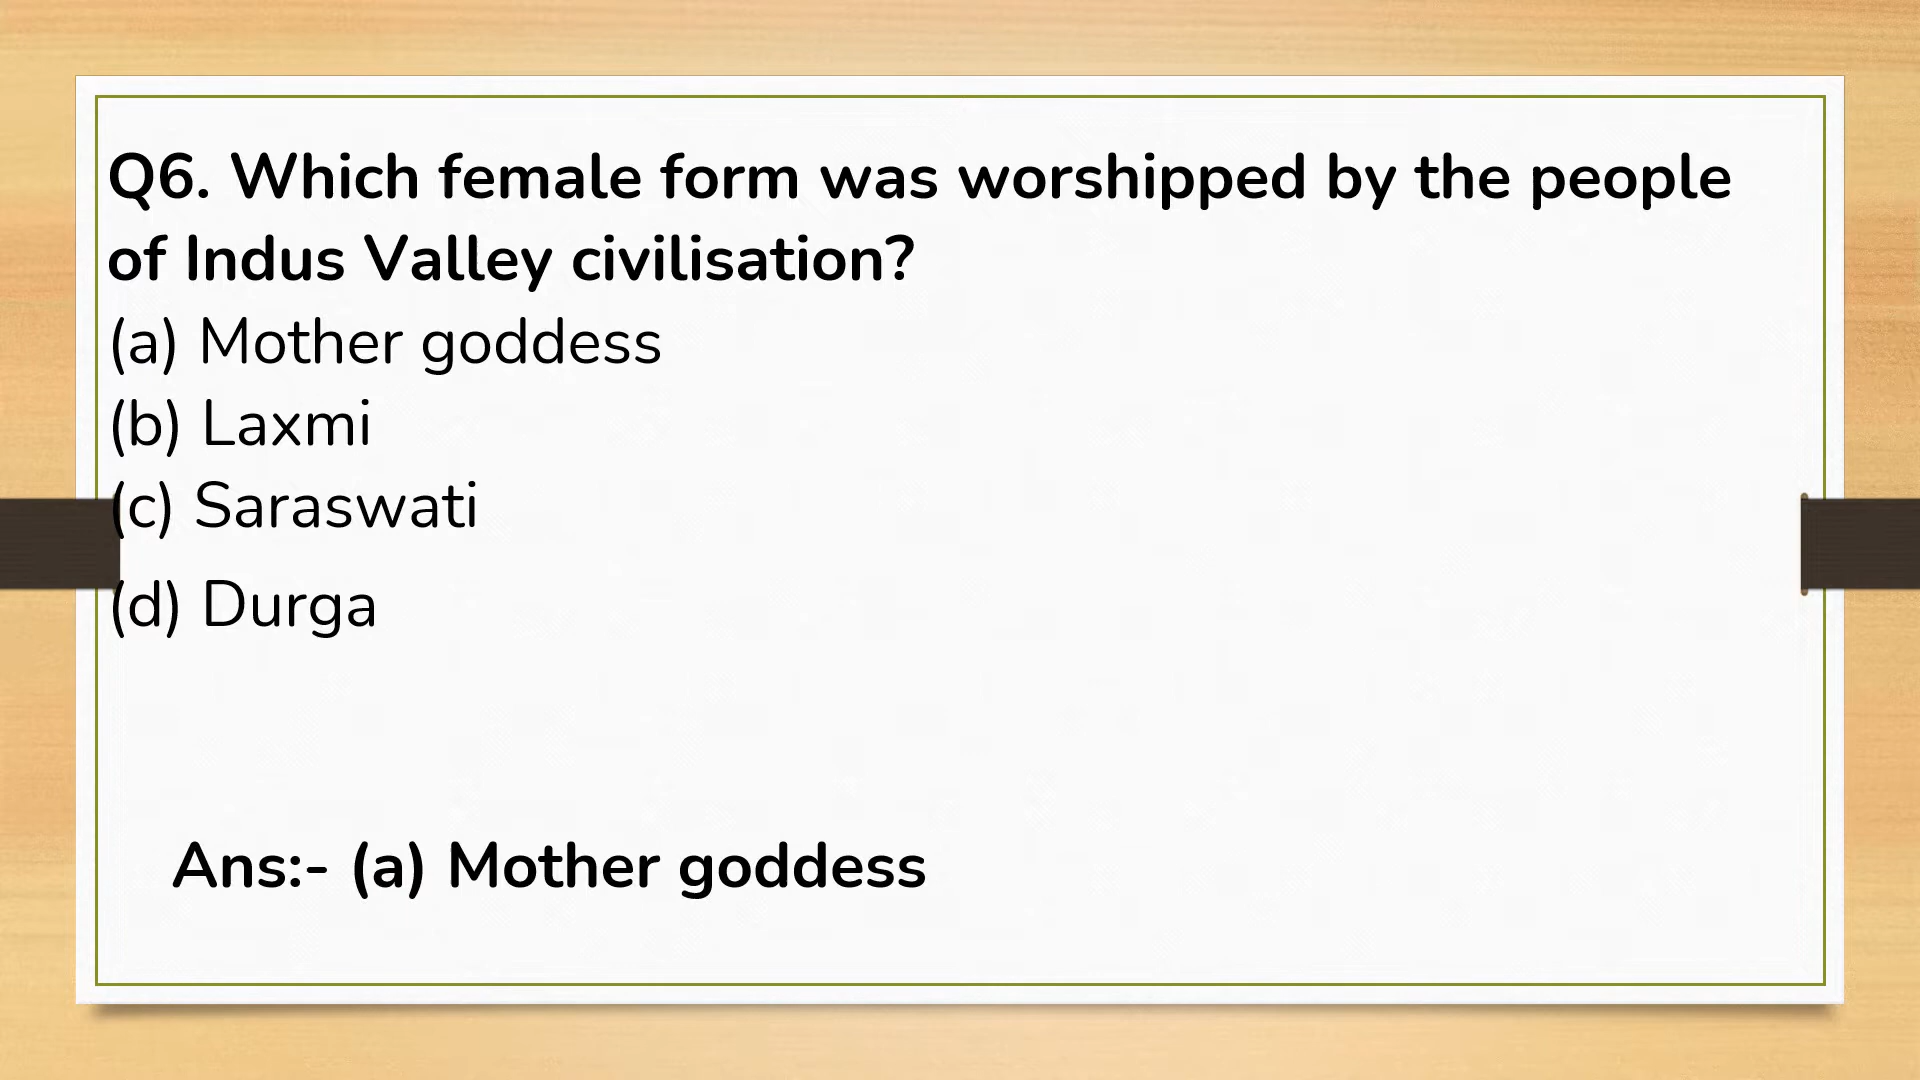 Q6. Which female form was worshipped by the people
of Indus Valley civilisation?
(a) Mother goddess
(b) Laxmi
(c) Saraswati
(d) Durga
Ans:- (a) Mother goddess